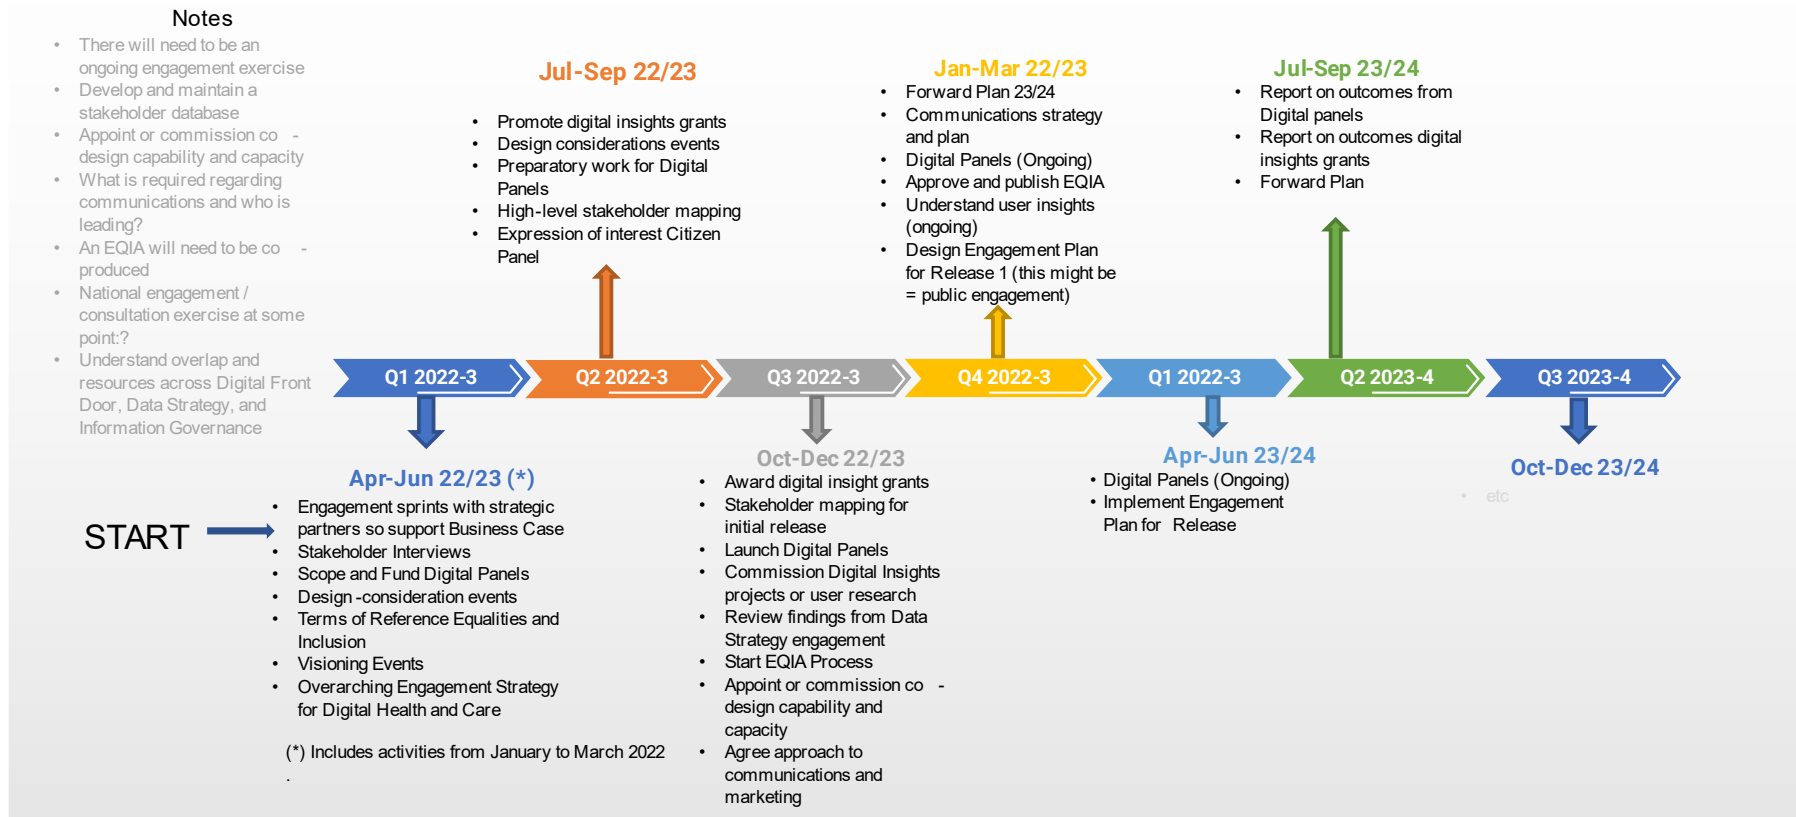 Notes
• There will need to be an
ongoing engagement exercise
• Develop and maintain a
stakeholder database
• Appoint or commission co -
design capability and capacity
• What is required regarding
communications and who is
leading?
• An EQIA will need to be co -
produced
• National engagement /
consultation exercise at some
point:?
• Understand overlap and
resources across Digital Front
Door, Data Strategy, and
Information Governance
Jul-Sep 22/23
• Promote digital insights grants
• Design considerations events
• Preparatory work for Digital
Panels
• High-level stakeholder mapping
• Expression of interest Citizen
Panel
Jan-Mar 22/23
• Forward Plan 23/24
• Communications strategy
and plan
• Digital Panels (Ongoing)
• Approve and publish EQIA
• Understand user insights
(ongoing)
• Design Engagement Plan
for Release 1 (this might be
= public engagement)
Jul-Sep 23/24
• Report on outcomes from
Digital panels
• Report on outcomes digital
insights grants
• Forward Plan
Q1 2022-3
Q2 2022-3
Q3 2022-3
Q4 2022-3
Q1 2022-3
Q2 2023-4
Q3 2023-4
START
Apr-Jun 22/23 (*)
• Engagement sprints with strategic
partners so support Business Case
• Stakeholder Interviews
• Scope and Fund Digital Panels
• Design -consideration events
• Terms of Reference Equalities and
Inclusion
• Visioning Events
• Overarching Engagement Strategy
for Digital Health and Care
(*) Includes activities from January to March 2022
.
Oct-Dec 22/23
• Award digital insight grants
• Stakeholder mapping for
initial release
• Launch Digital Panels
• Commission Digital Insights
projects or user research
• Review findings from Data
Strategy engagement
• Start EQIA Process
• Appoint or commission co -
design capability and
capacity
• Agree approach to
communications and
marketing
Apr-Jun 23/24
• Digital Panels (Ongoing)
• Implement Engagement
Plan for Release
Oct-Dec 23/24
• etc